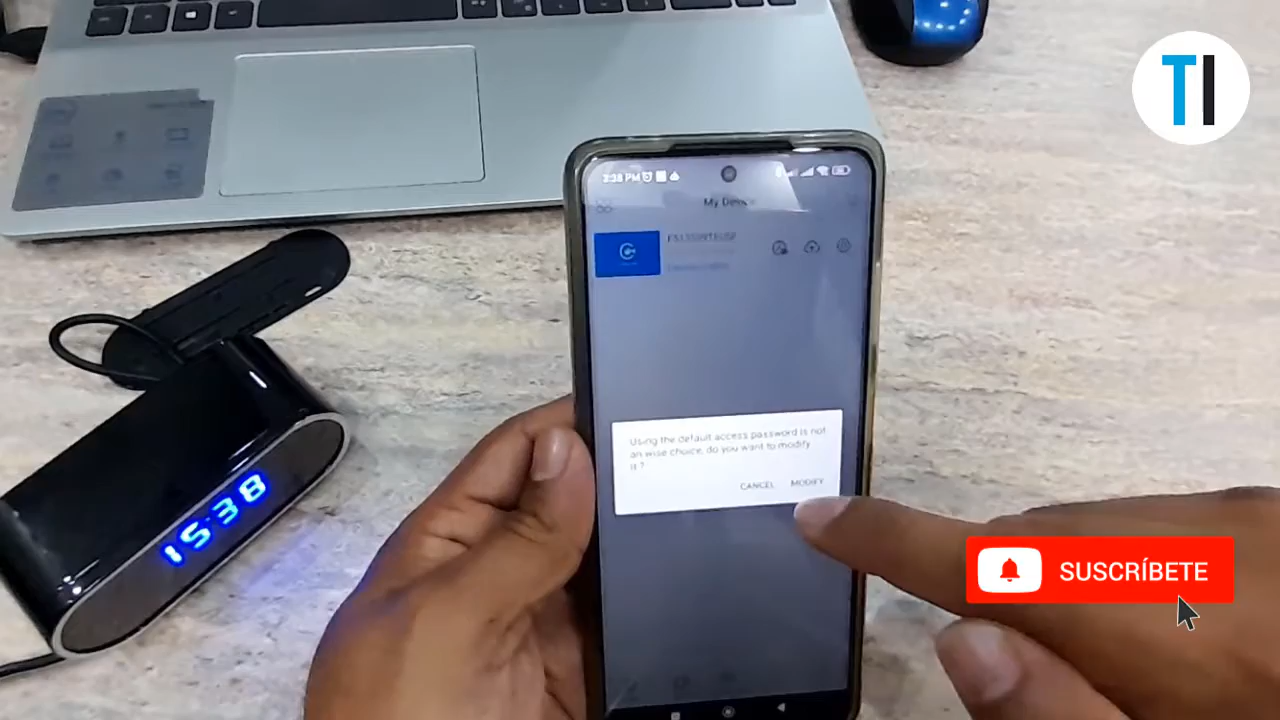 TI
2:38 PM
My Device
Using the default access password is not
an wise choice, do you want to modify
it ?
CANCEL MODIFY
15:38
SUSCRÍBETE